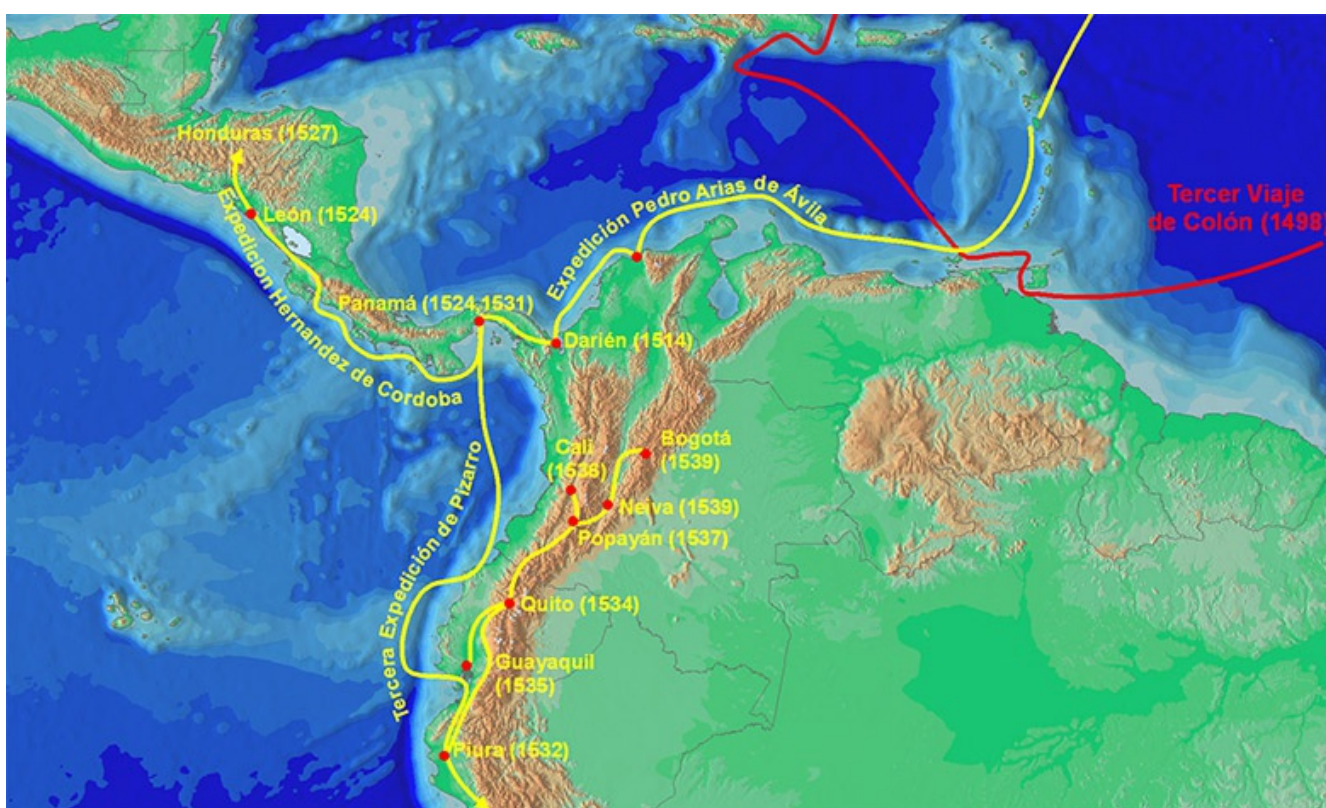 Honduras (1527)
León (1524)
Expedicion Hernandez de Cordoba
Panamá (1524,1531)
Darién (1514)
Expedición Pedro Arias de Ávila
Tercer Viaje
de Colón (1498)
Tercera Expedición de Pizarro
Cali
(1536)
Bogotá
(1539)
Neiva (1539)
Popayán (1537)
Quito (1534)
Guayaquil
(1535)
Piura (1532)